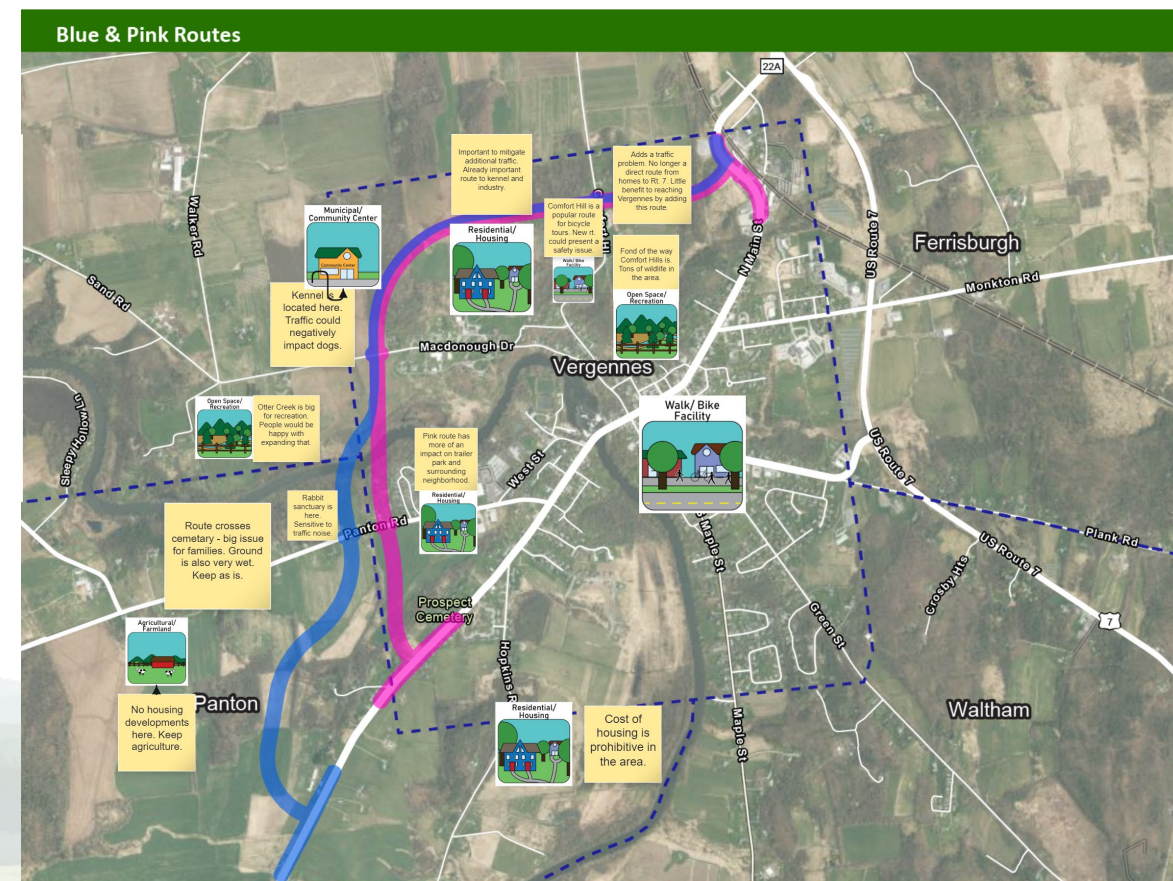 Blue & Pink Routes
22A
Important to mitigate
additional traffic.
Already important
route to kennel and
industry.
Adds a traffic
problem. No longer a
direct route from
homes to Rt. 7. Little
benefit to reaching
Vergennes by adding
this route.
Walker Rd
Municipal/
Community Center
Community Center
Comfort Hill is a
popular route
for bicycle
tours. New rt.
could present a
safety issue.
Residential/
Housing
N Main St
US Route 7
Ferrisburgh
Fond of the way
Comfort Hills is.
Tons of wildlife in
the area.
Walk/ Bike
Facility
Monkton Rd
Sand Rd
Kennel is
located here.
Traffic could
negatively
impact dogs.
Open Space/
Recreation
Macdonough Dr
Vergennes
Sleepy Hollow Ln
Open Space/
Recreation
Otter Creek is big
for recreation.
People would be
happy with
expanding that.
Walk/ Bike
Facility
Pink route has
more of an
impact on trailer
park and
surrounding
neighborhood.
West St
US Route 7
Rabbit
sanctuary is
here.
Sensitive to
traffic noise.
Residential/
Housing
Panton Rd
Route crosses
cemetary - big issue
for families. Ground
is also very wet.
Keep as is.
S Maple St
Plank Rd
US Route 7
Crosby Hts
Prospect
Cemetery
Green St
7
Agricultural/
Farmland
Hopkins R
Panton
No housing
developments
here. Keep
agriculture.
Residential/
Housing
Cost of
housing is
prohibitive in
the area.
Maple St
Waltham